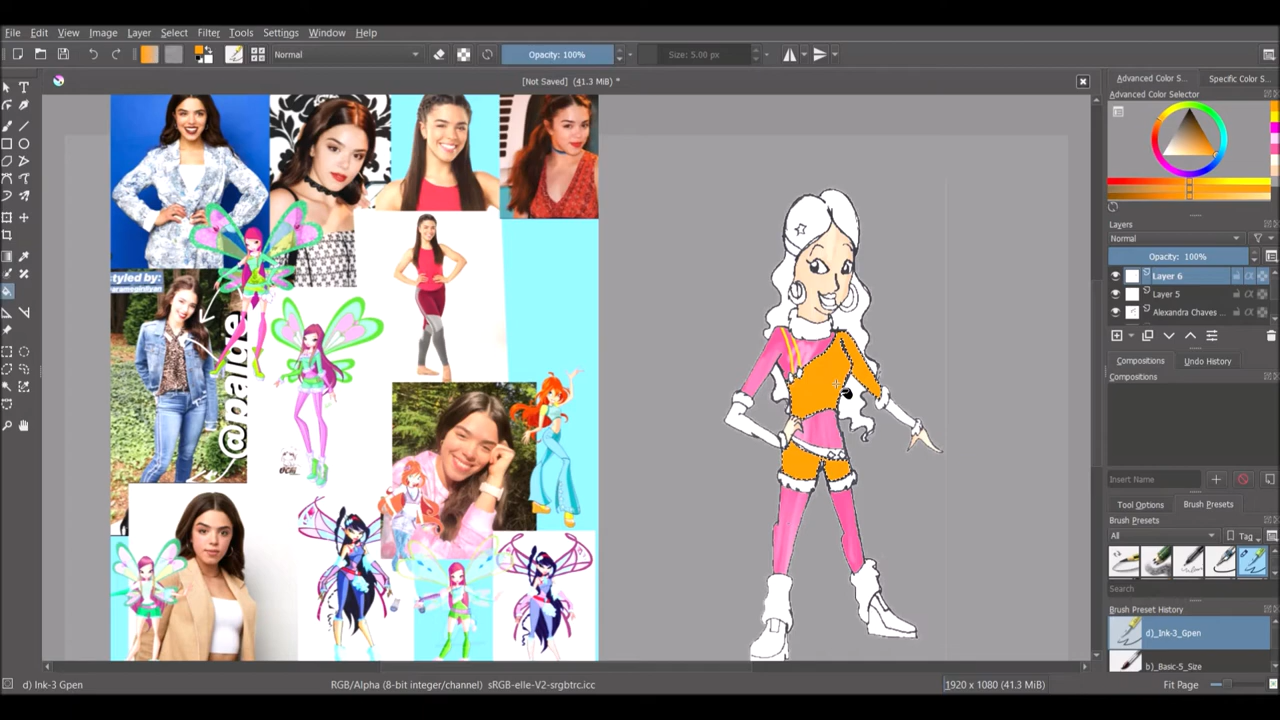 File Edit View Image Layer Select Filter Tools Settings Window Help
Normal Opacity: 100% Size: 5.00 px
[Not Saved] (41.3 MiB) *
Advanced Color S... Specific Color S...
Advanced Color Selector
Layers
Normal
Opacity: 100%
Layer 6
Layer 5
Alexandra Chaves ...
Compositions Undo History
Compositions
Insert Name
Tool Options Brush Presets
Brush Presets
All Tag
Search
Brush Preset History
d)_Ink-3_Gpen
b)_Basic-5_Size
styled by:
@paige
d) Ink-3 Gpen RGB/Alpha (8-bit integer/channel) sRGB-elle-V2-srgbtrc.icc 1920 x 1080 (41.3 MiB) Fit Page